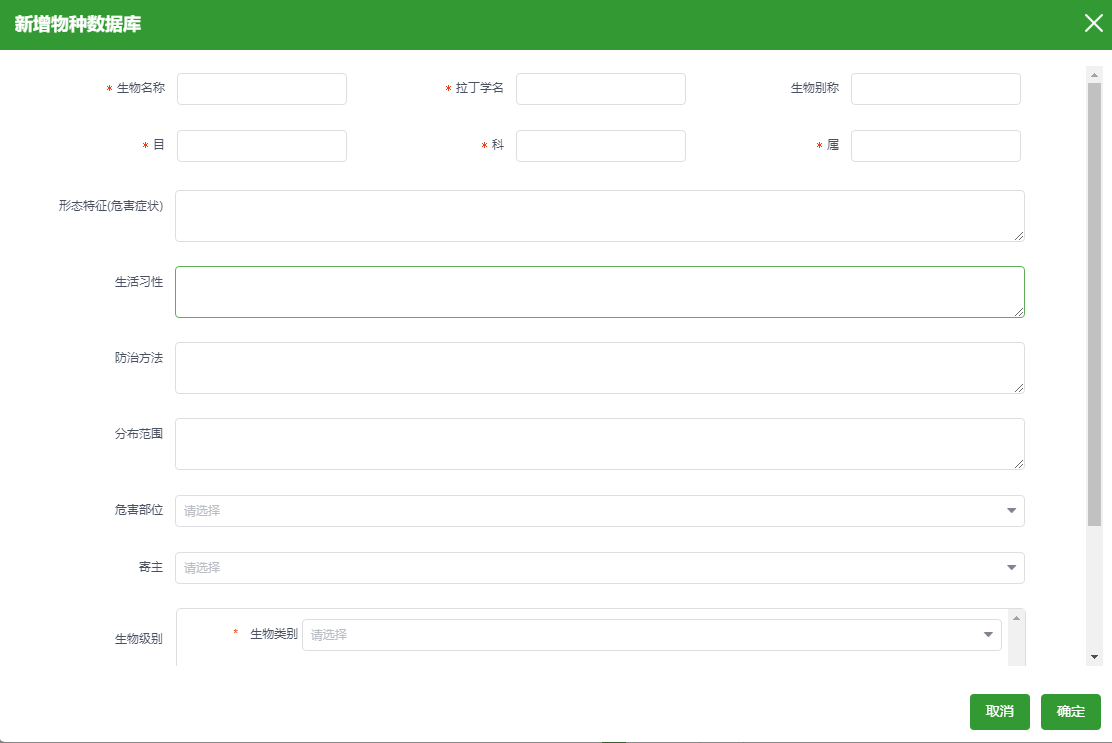 新增物种数据库
* 生物名称
* 拉丁学名
生物别称
* 目
* 科
* 属
形态特征(危害症状)
生活习性
防治方法
分布范围
危害部位 请选择
寄主 请选择
生物级别 * 生物类别 请选择
取消 确定